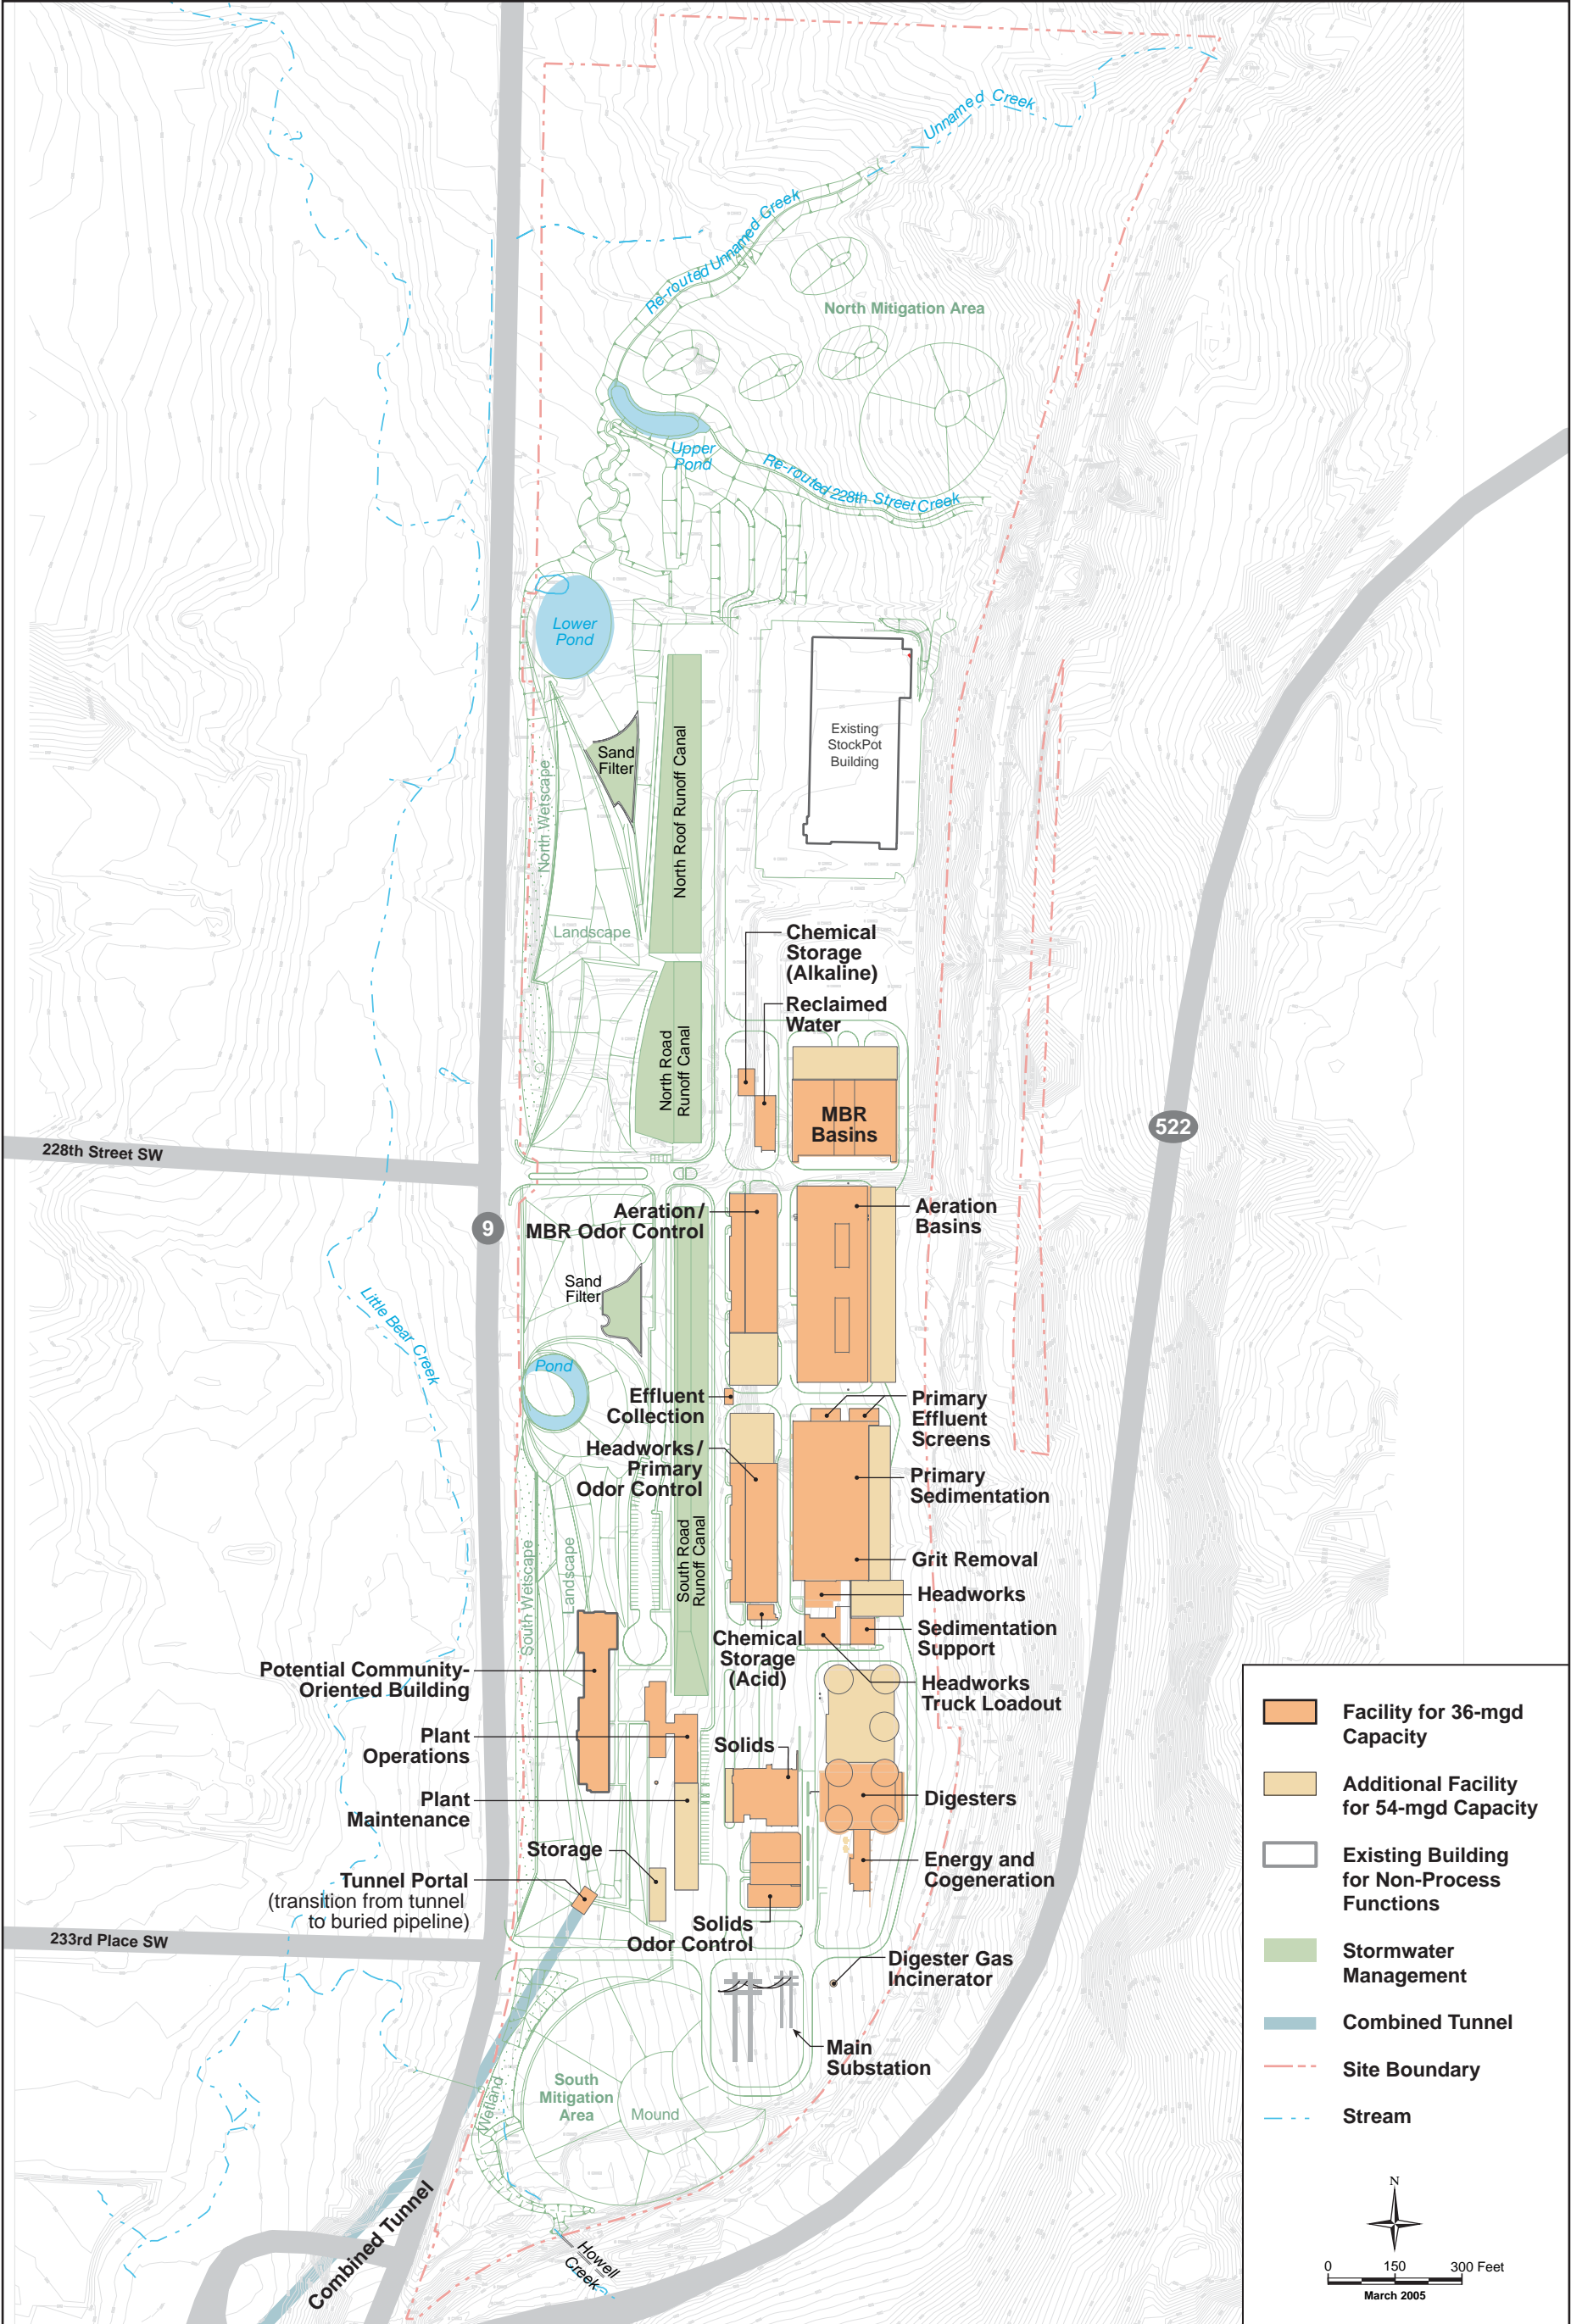 Unnamed Creek
Re-routed Unnamed Creek
North Mitigation Area
Upper
Pond
Re-routed 228th Street Creek
Lower
Pond
Existing
StockPot
Building
Sand
Filter
North Roof Runoff Canal
North Wetscape
Landscape
Chemical
Storage
(Alkaline)
Reclaimed
Water
North Road
Runoff Canal
MBR
Basins
522
228th Street SW
9
Aeration/
MBR Odor Control
Aeration
Basins
Sand
Filter
Little Bear Creek
Pond
Effluent
Collection
Primary
Effluent
Screens
Headworks/
Primary
Odor Control
Primary
Sedimentation
South Road
Runoff Canal
South Wetscape
Landscape
Grit Removal
Headworks
Sedimentation
Support
Chemical
Storage
(Acid)
Headworks
Truck Loadout
Potential Community-
Oriented Building
Plant
Operations
Solids
Plant
Maintenance
Digesters
Storage
Energy and
Cogeneration
Tunnel Portal
(transition from tunnel
to buried pipeline)
233rd Place SW
Solids
Odor Control
Digester Gas
Incinerator
Main
Substation
Wetland
South
Mitigation
Area
Mound
Combined Tunnel
Howell
Creek
Facility for 36-mgd
Capacity
Additional Facility
for 54-mgd Capacity
Existing Building
for Non-Process
Functions
Stormwater
Management
Combined Tunnel
Site Boundary
Stream
N
0 150 300 Feet
March 2005